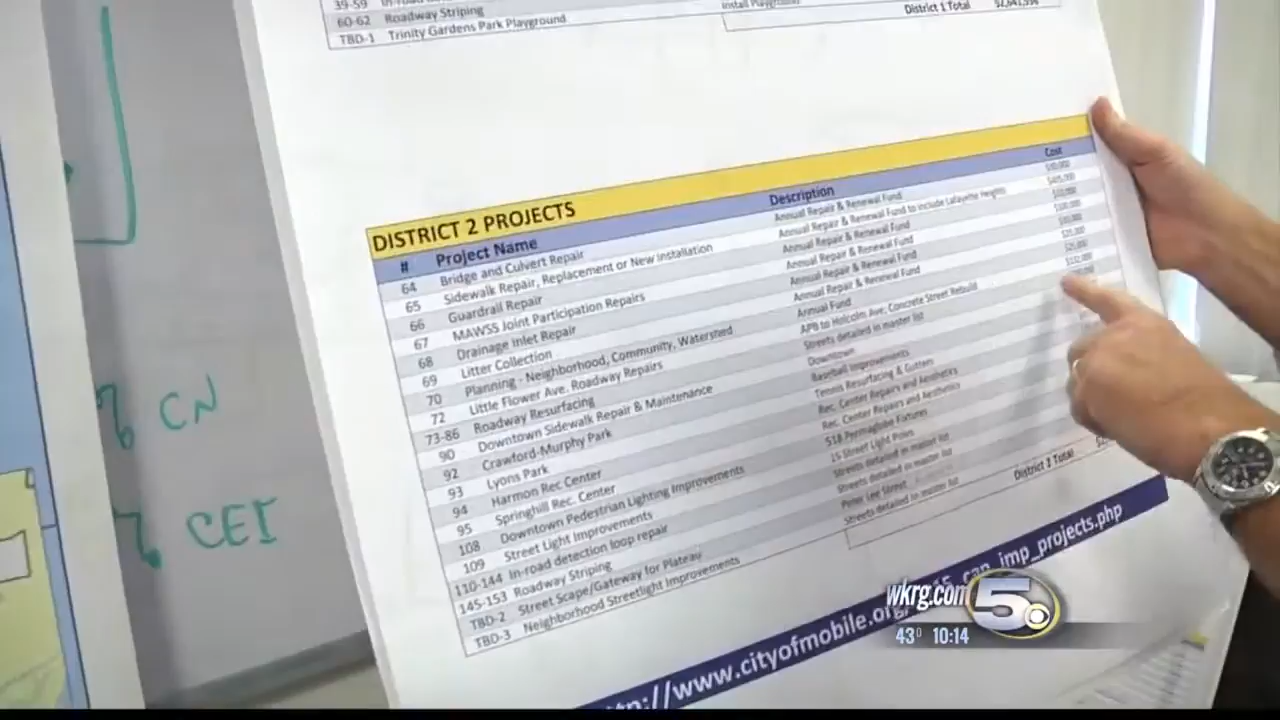 39-59
60-62 Roadway Striping
Install Playground
TBD-1 Trinity Gardens Park Playground
District 1 Total
DISTRICT 2 PROJECTS
# Project Name Description Cost
64 Bridge and Culvert Repair Annual Repair & Renewal Fund
65 Sidewalk Repair, Replacement or New Installation Annual Repair & Renewal Fund to include Lafayette Heights
66 Guardrail Repair Annual Repair & Renewal Fund
67 MAWSS Joint Participation Repairs Annual Repair & Renewal Fund
68 Drainage Inlet Repair Annual Repair & Renewal Fund
69 Litter Collection Annual Repair & Renewal Fund
70 Planning - Neighborhood, Community, Watershed Annual Fund
72 Little Flower Ave. Roadway Repairs to Holcolm Ave; Concrete Street Rebuild
73-86 Roadway Resurfacing Streets detailed in master list
90 Downtown Sidewalk Repair & Maintenance Downtown
92 Crawford-Murphy Park Baseball Improvements
93 Lyons Park Tennis Resurfacing & Gutters
94 Harmon Rec Center Rec. Center Repairs and Aesthetics
95 Springhill Rec. Center Rec. Center Repairs and Aesthetics
108 Downtown Pedestrian Lighting Improvements 518 Permaglobe Fixtures
109 Street Light Improvements 15 Street Light Poles
110-144 In-road detection loop repair Streets detailed in master list
145-153 Roadway Striping Streets detailed in master list
TBD-2 Street Scape/Gateway for Plateau Peter Lee Street
TBD-3 Neighborhood Streetlight Improvements Streets detailed in master list
District 2 Total
CN
CEI
://www.cityofmobile.org _cap_imp_projects.php
wkrg.com 5
43° 10:14